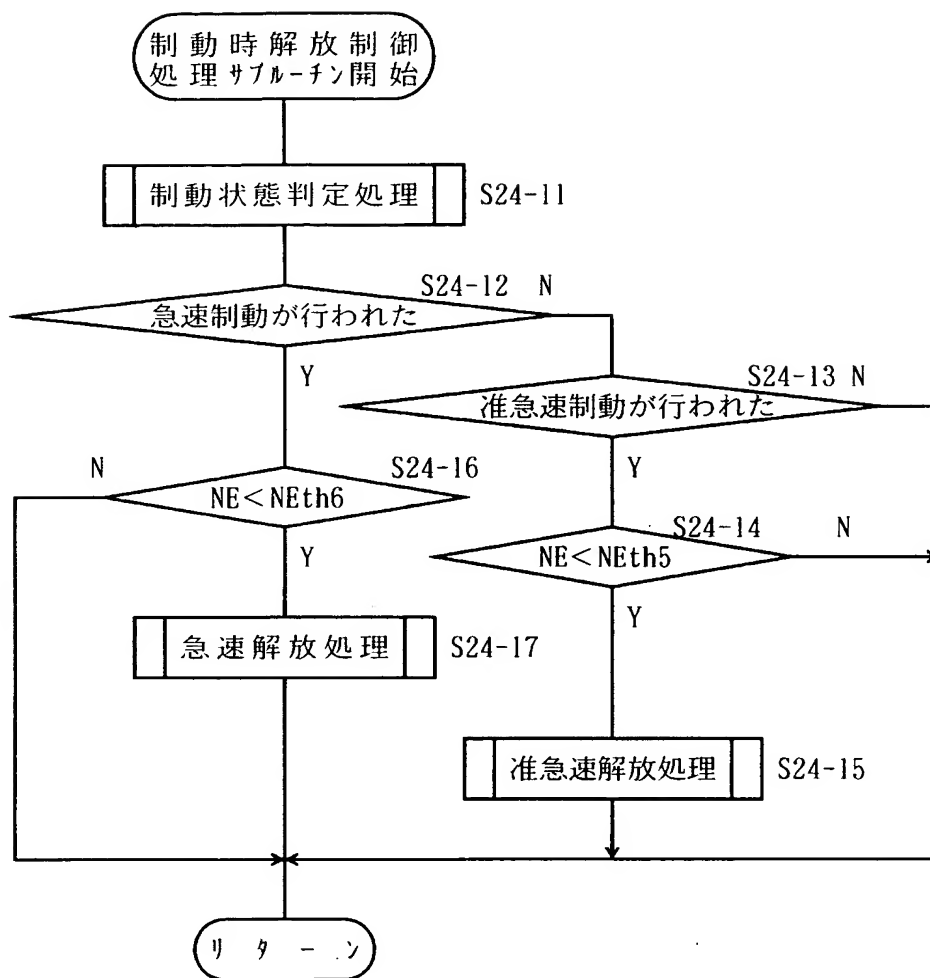 制動時解放制御
処理サブルーチン開始
制動状態判定処理 S24-11
S24-12 N
急速制動が行われた
Y
S24-13 N
准急速制動が行われた
N
S24-16
Y
NE<NEth6
S24-14 N
NE<NEth5
Y
Y
急速解放処理 S24-17
准急速解放処理 S24-15
リターン